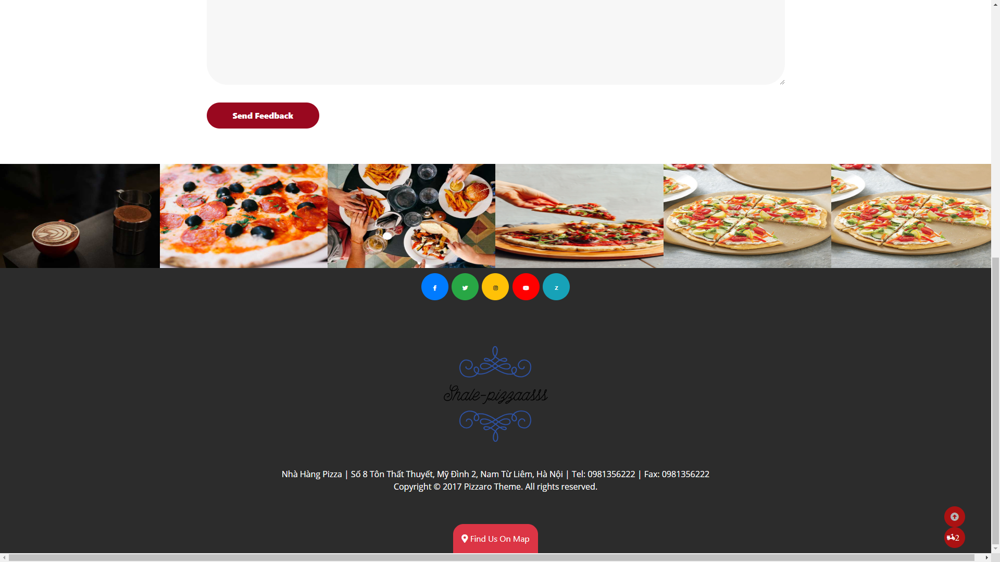 Send Feedback
z
Shale-pizzaasss
Nhà Hàng Pizza | Số 8 Tôn Thất Thuyết, Mỹ Đình 2, Nam Từ Liêm, Hà Nội | Tel: 0981356222 | Fax: 0981356222
Copyright © 2017 Pizzaro Theme. All rights reserved.
2
Find Us On Map